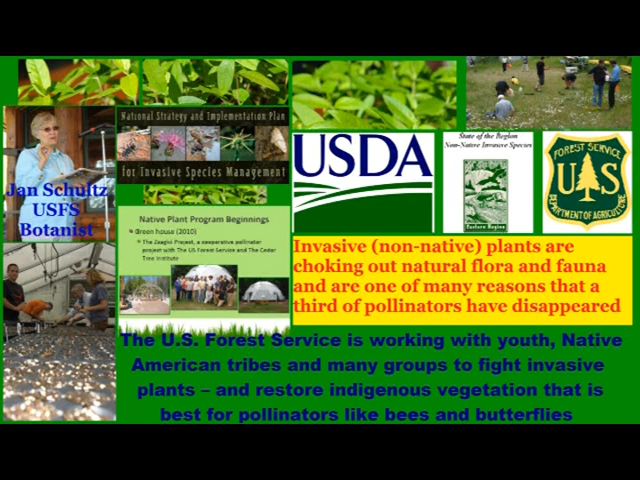 National Strategy and Implementation Plan
for Invasive Species Management
Jan Schultz
USFS
Botanist
Native Plant Program Beginnings
Green house (2010)
The Zaagkii Project, a cooperative pollinator
project with The US Forest Service and The Cedar
Tree Institute
USDA
State of the Region
Non-Native Invasive Species
Eastern Region
FOREST SERVICE
U S
DEPARTMENT OF AGRICULTURE
Invasive (non-native) plants are
choking out natural flora and fauna
and are one of many reasons that a
third of pollinators have disappeared
The U.S. Forest Service is working with youth, Native
American tribes and many groups to fight invasive
plants – and restore indigenous vegetation that is
best for pollinators like bees and butterflies